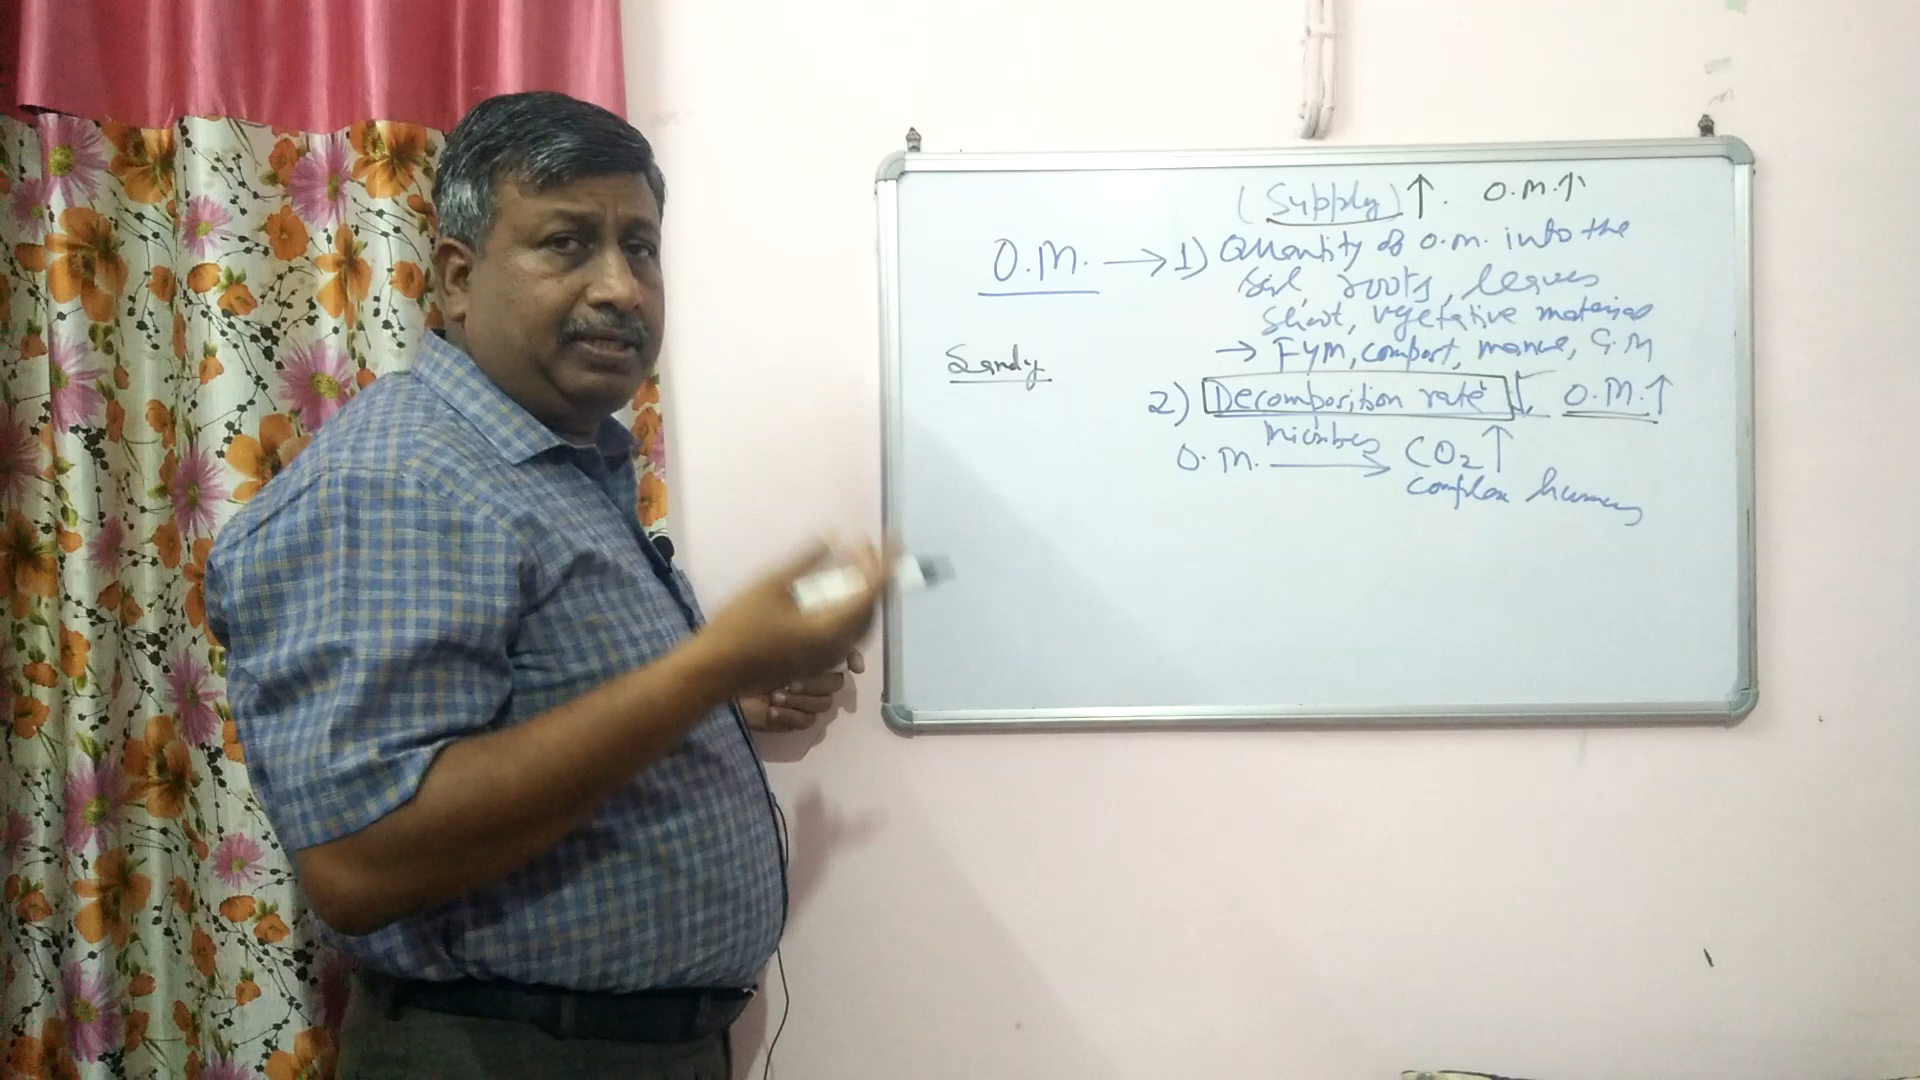 (Supply) ↑. O.M.↑
O.M. → 1) Quantity of O.M. into the
soil, roots, leaves
Shoot, vegetative material
→ FYM, compost, manure, G.M
Sandy
2) Decomposition rate ↓ O.M.↑
microbes
O.M. → CO₂ ↑
complex humus